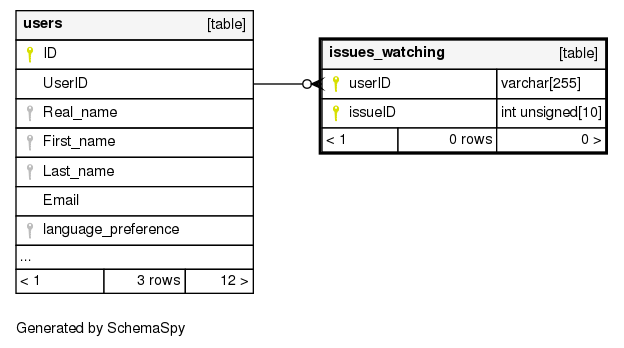 users [table]
ID
UserID
Real_name
First_name
Last_name
Email
language_preference
...
< 1 3 rows 12 >
issues_watching [table]
userID varchar[255]
issueID int unsigned[10]
< 1 0 rows 0 >
Generated by SchemaSpy